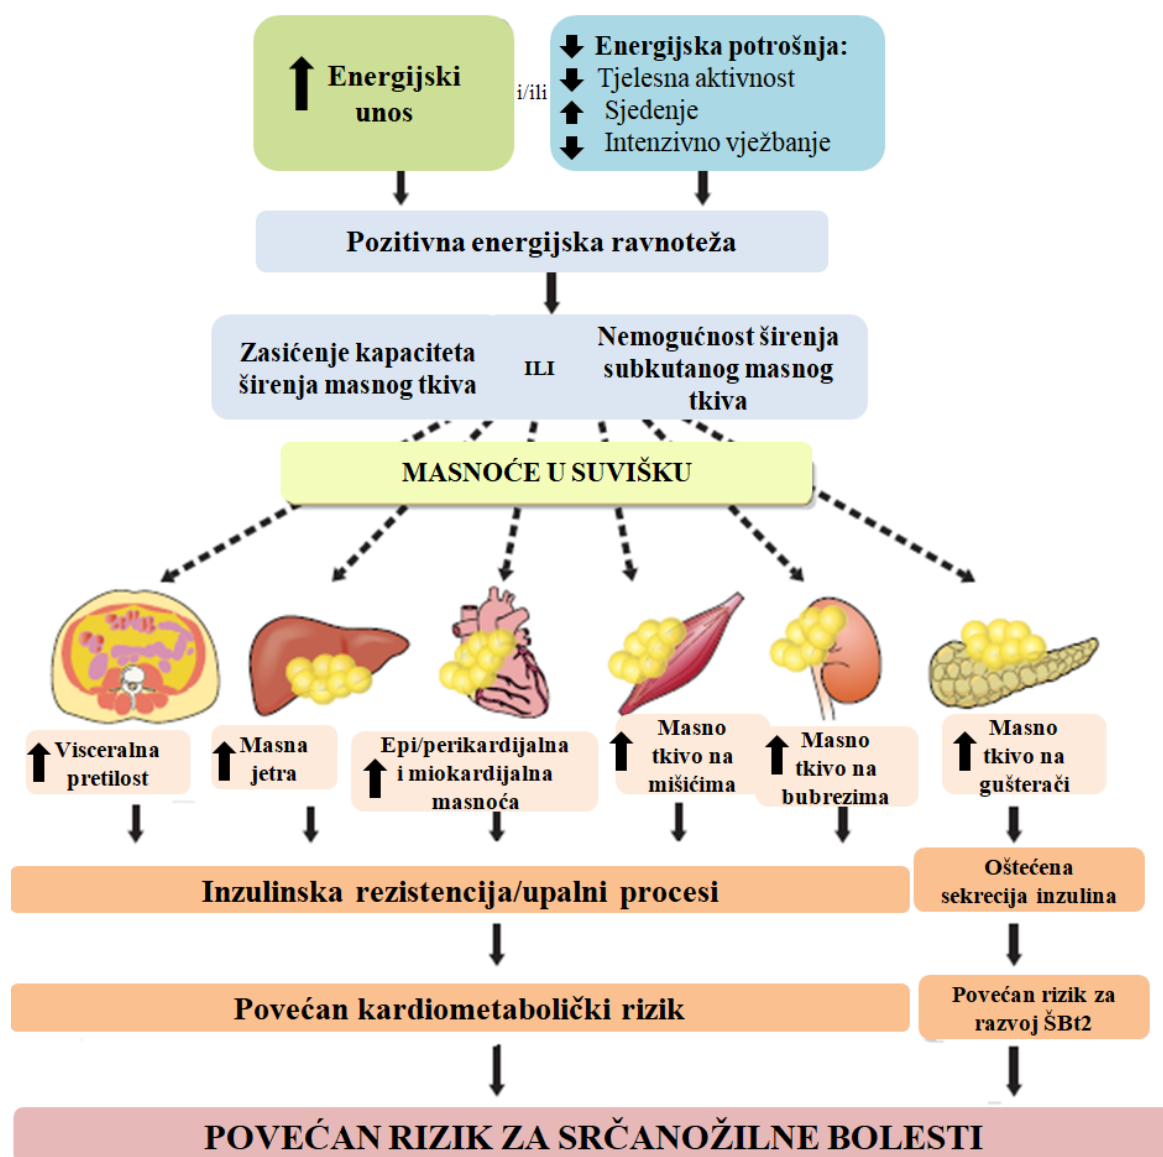 Energijski
unos
i/ili
Energijska potrošnja:
Tjelesna aktivnost
Sjedenje
Intenzivno vježbanje
Pozitivna energijska ravnoteža
Zasićenje kapaciteta
širenja masnog tkiva
ILI
Nemogućnost širenja
subkutanog masnog
tkiva
MASNOĆE U SUVIŠKU
Visceralna
pretilost
Masna
jetra
Epi/perikardijalna
i miokardijalna
masnoća
Masno
tkivo na
mišićima
Masno
tkivo na
bubrezima
Masno
tkivo na
gušterači
Inzulinska rezistencija/upalni procesi
Oštećena
sekrecija inzulina
Povećan kardiometabolički rizik
Povećan rizik za
razvoj ŠBt2
POVEĆAN RIZIK ZA SRČANOŽILNE BOLESTI